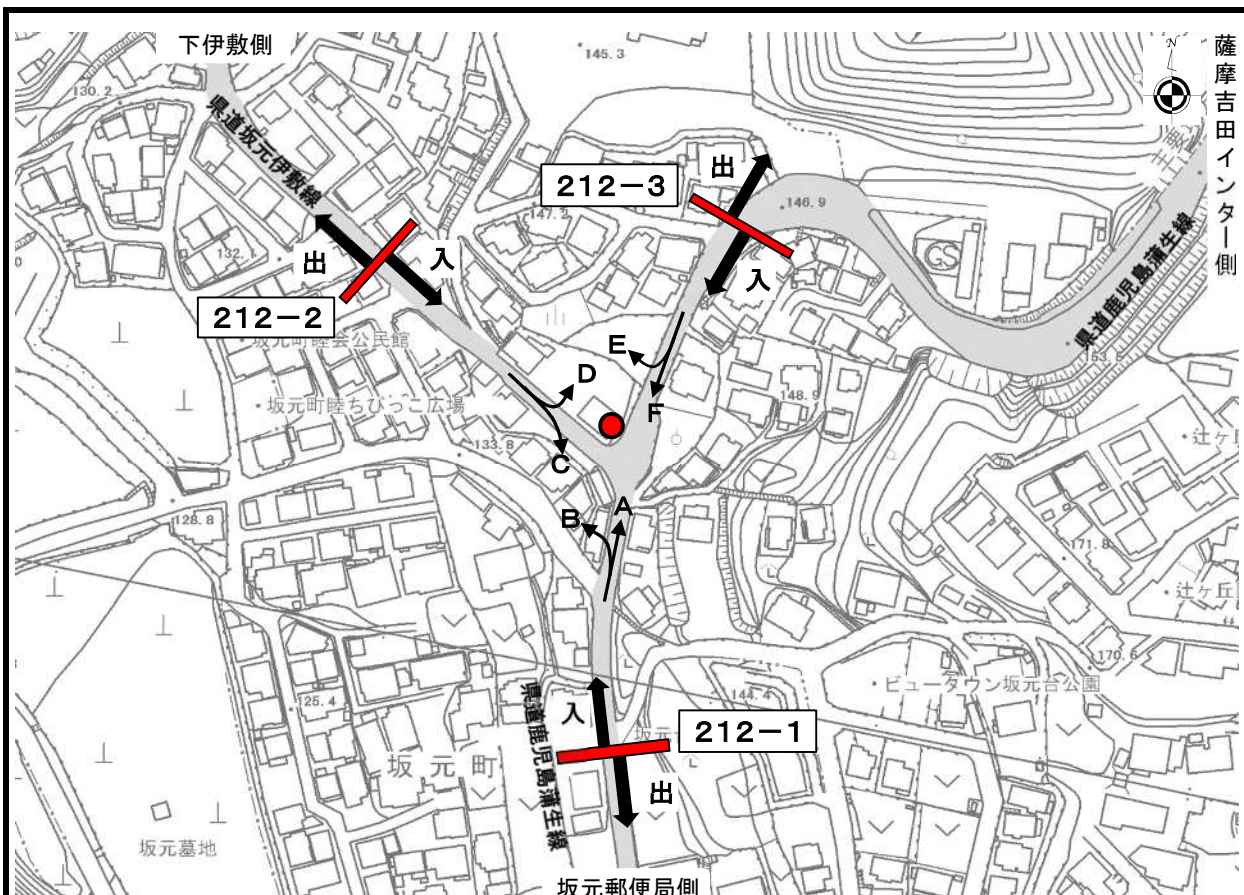 下伊敷側
薩摩吉田インター側
N
145.3
130.2
県道坂元伊敷線
212－3
出
入
146.9
147.2
県道鹿児島蒲生線
153.5
132.1
出
入
212－2
坂元町睦会公民館
坂元町睦ちびっこ広場
133.8
128.8
E
F
D
C
B
A
148.9
辻ヶ丘
171.8
辻ヶ丘
170.6
ビュータウン坂元台公園
144.4
125.4
入
出
212－1
坂元町
県道鹿児島蒲生線
坂元墓地
坂元郵便局側